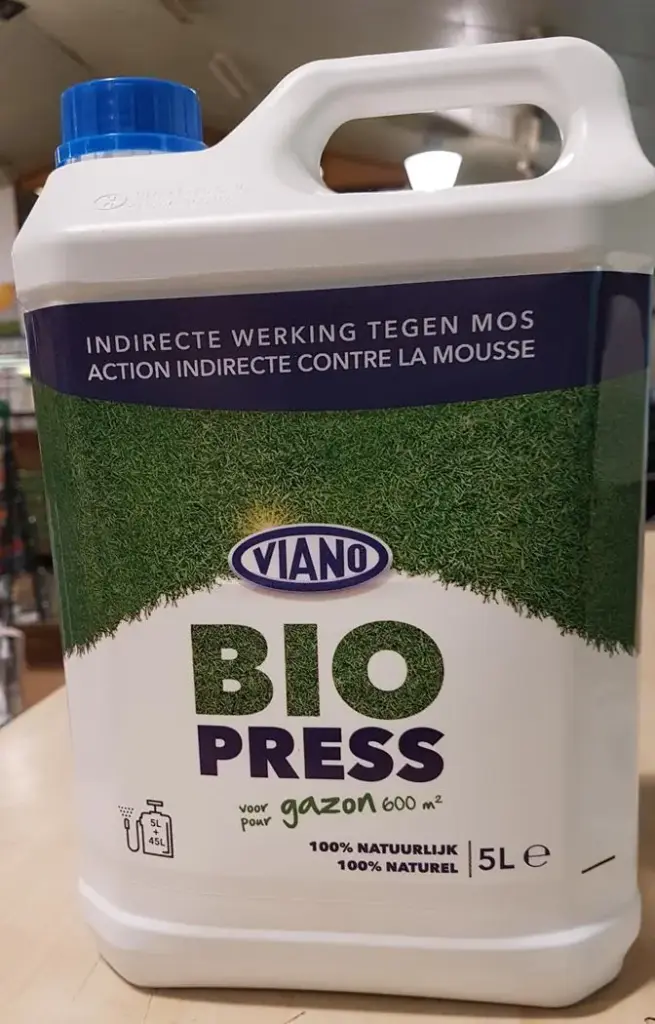 INDIRECTE WERKING TEGEN MOS
ACTION INDIRECTE CONTRE LA MOUSSE
VIANO
BIO
PRESS
voor
pour gazon 600 m²
5L
+
45L
100% NATUURLIJK
100% NATUREL
5L ℮